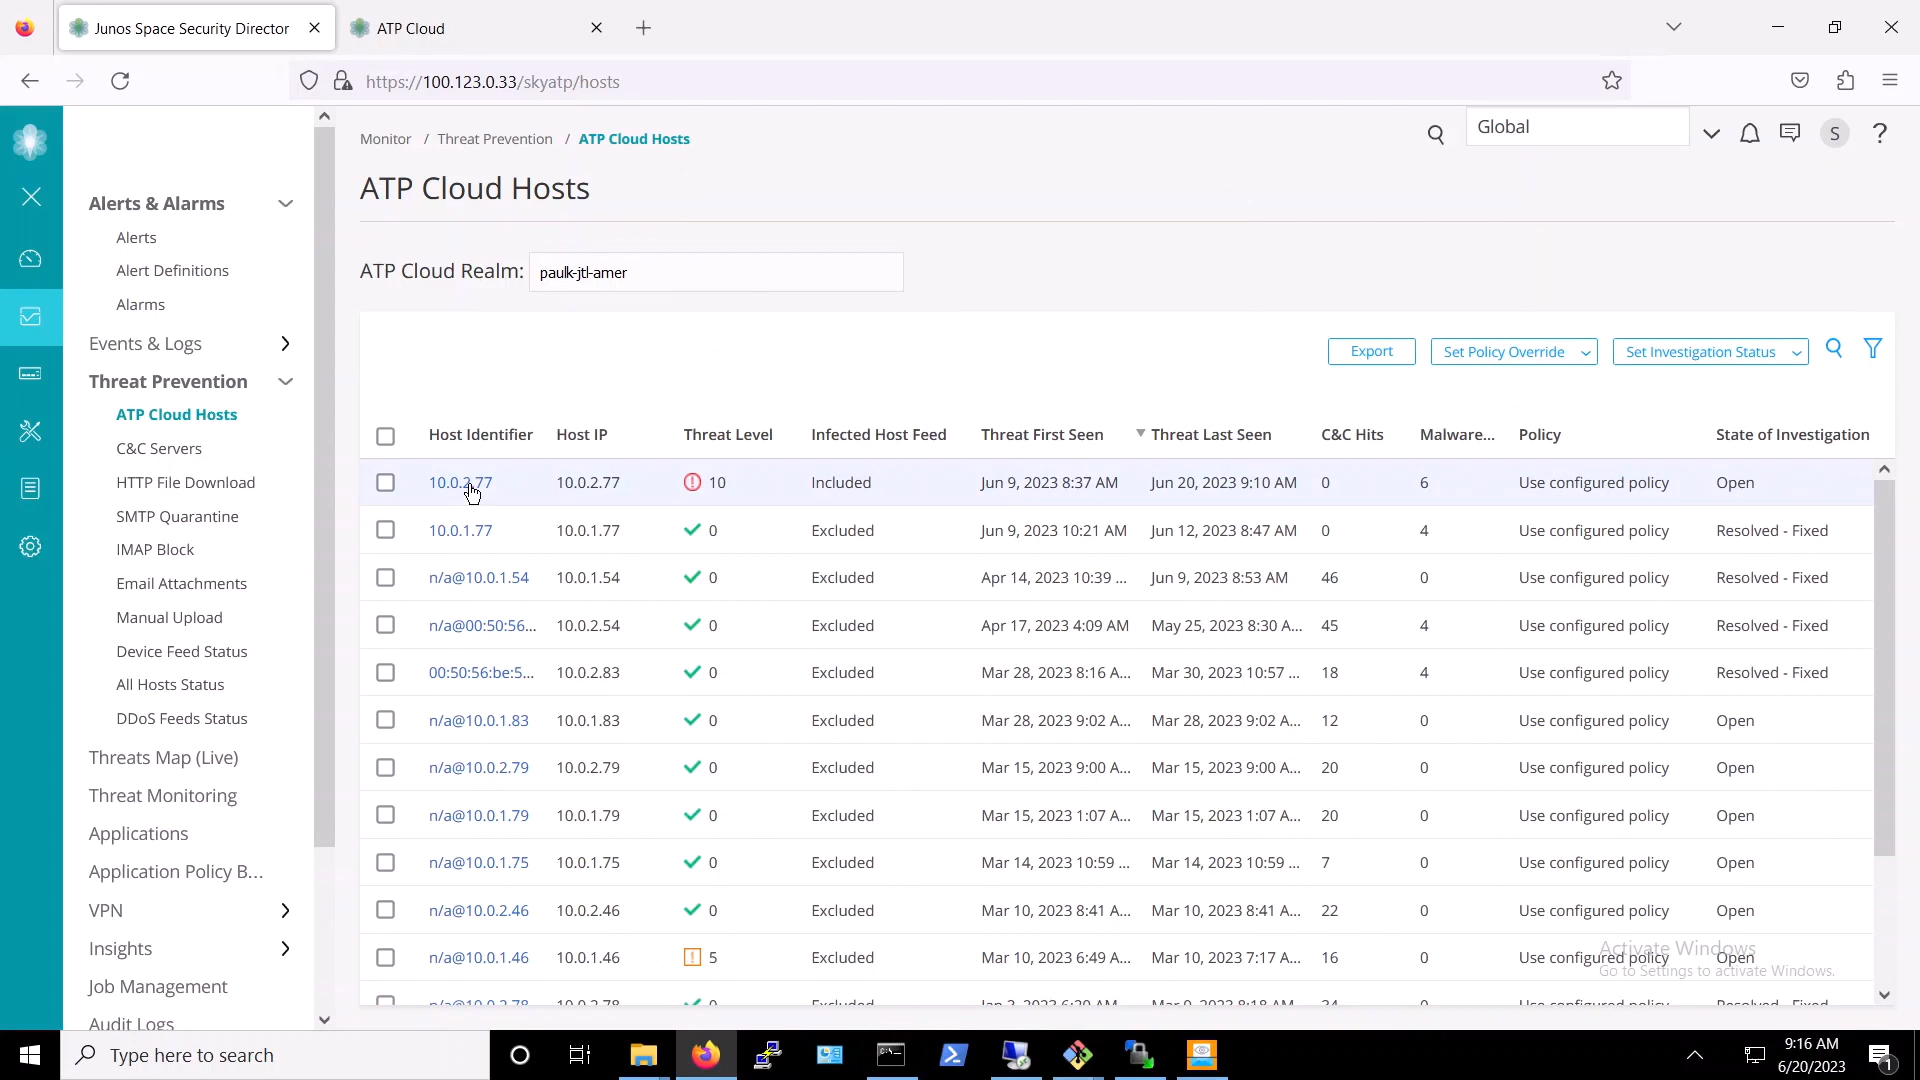 Junos Space Security Director
ATP Cloud
https://100.123.0.33/skyatp/hosts
Monitor / Threat Prevention / ATP Cloud Hosts
Global
S
?
ATP Cloud Hosts
ATP Cloud Realm: paulk-jtl-amer
Alerts & Alarms
Alerts
Alert Definitions
Alarms
Events & Logs
Threat Prevention
ATP Cloud Hosts
C&C Servers
HTTP File Download
SMTP Quarantine
IMAP Block
Email Attachments
Manual Upload
Device Feed Status
All Hosts Status
DDoS Feeds Status
Threats Map (Live)
Threat Monitoring
Applications
Application Policy B...
VPN
Insights
Job Management
Audit Logs
Export Set Policy Override Set Investigation Status
Host Identifier Host IP Threat Level Infected Host Feed Threat First Seen Threat Last Seen C&C Hits Malware... Policy State of Investigation
10.0.2.77 10.0.2.77 10 Included Jun 9, 2023 8:37 AM Jun 20, 2023 9:10 AM 0 6 Use configured policy Open
10.0.1.77 10.0.1.77 0 Excluded Jun 9, 2023 10:21 AM Jun 12, 2023 8:47 AM 0 4 Use configured policy Resolved - Fixed
n/a@10.0.1.54 10.0.1.54 0 Excluded Apr 14, 2023 10:39 ... Jun 9, 2023 8:53 AM 46 0 Use configured policy Resolved - Fixed
n/a@00:50:56... 10.0.2.54 0 Excluded Apr 17, 2023 4:09 AM May 25, 2023 8:30 A... 45 4 Use configured policy Resolved - Fixed
00:50:56:be:5... 10.0.2.83 0 Excluded Mar 28, 2023 8:16 A... Mar 30, 2023 10:57 ... 18 4 Use configured policy Resolved - Fixed
n/a@10.0.1.83 10.0.1.83 0 Excluded Mar 28, 2023 9:02 A... Mar 28, 2023 9:02 A... 12 0 Use configured policy Open
n/a@10.0.2.79 10.0.2.79 0 Excluded Mar 15, 2023 9:00 A... Mar 15, 2023 9:00 A... 20 0 Use configured policy Open
n/a@10.0.1.79 10.0.1.79 0 Excluded Mar 15, 2023 1:07 A... Mar 15, 2023 1:07 A... 20 0 Use configured policy Open
n/a@10.0.1.75 10.0.1.75 0 Excluded Mar 14, 2023 10:59 ... Mar 14, 2023 10:59 ... 7 0 Use configured policy Open
n/a@10.0.2.46 10.0.2.46 0 Excluded Mar 10, 2023 8:41 A... Mar 10, 2023 8:41 A... 22 0 Use configured policy Open
n/a@10.0.1.46 10.0.1.46 5 Excluded Mar 10, 2023 6:49 A... Mar 10, 2023 7:17 A... 16 0 Use configured policy Open
Activate Windows
Go to Settings to activate Windows.
Type here to search
9:16 AM
6/20/2023
1